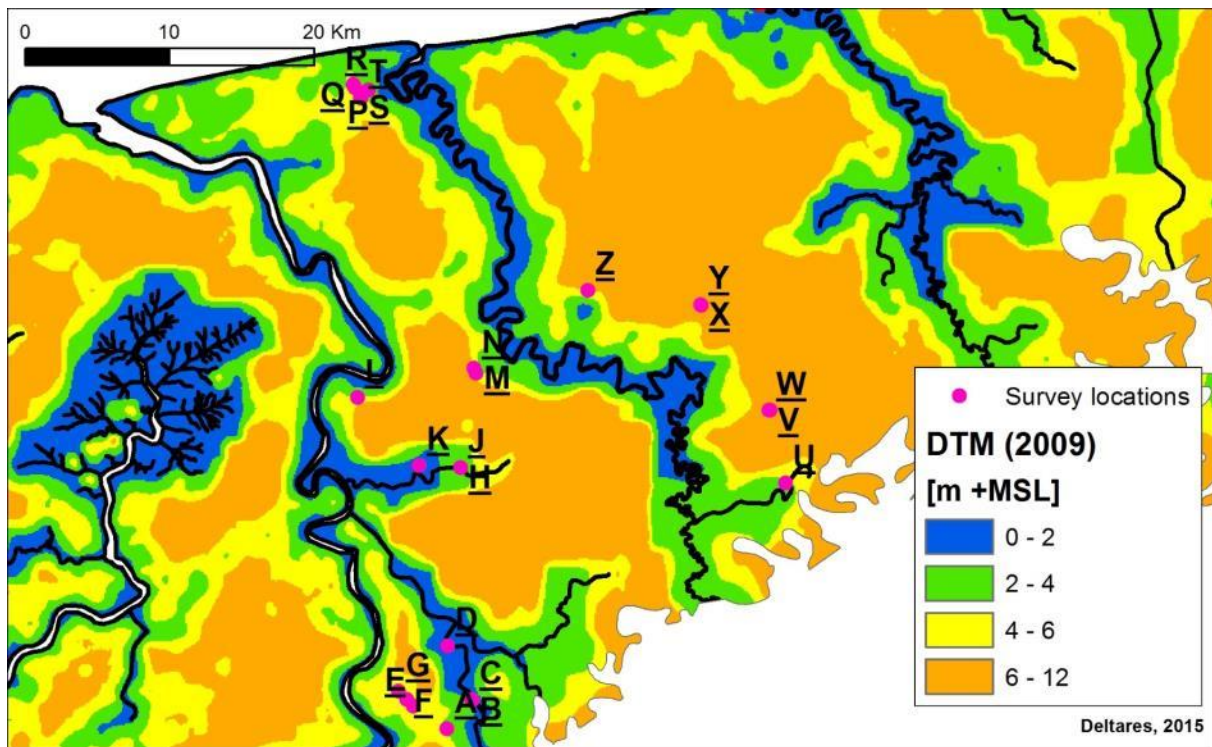 0 10 20 Km
R T
Q
P S
Z
Y
X
N
M
L
W
V
K J
H
U
D
G
E
F
C
A
B
Survey locations
DTM (2009)
[m +MSL]
0 - 2
2 - 4
4 - 6
6 - 12
Deltares, 2015